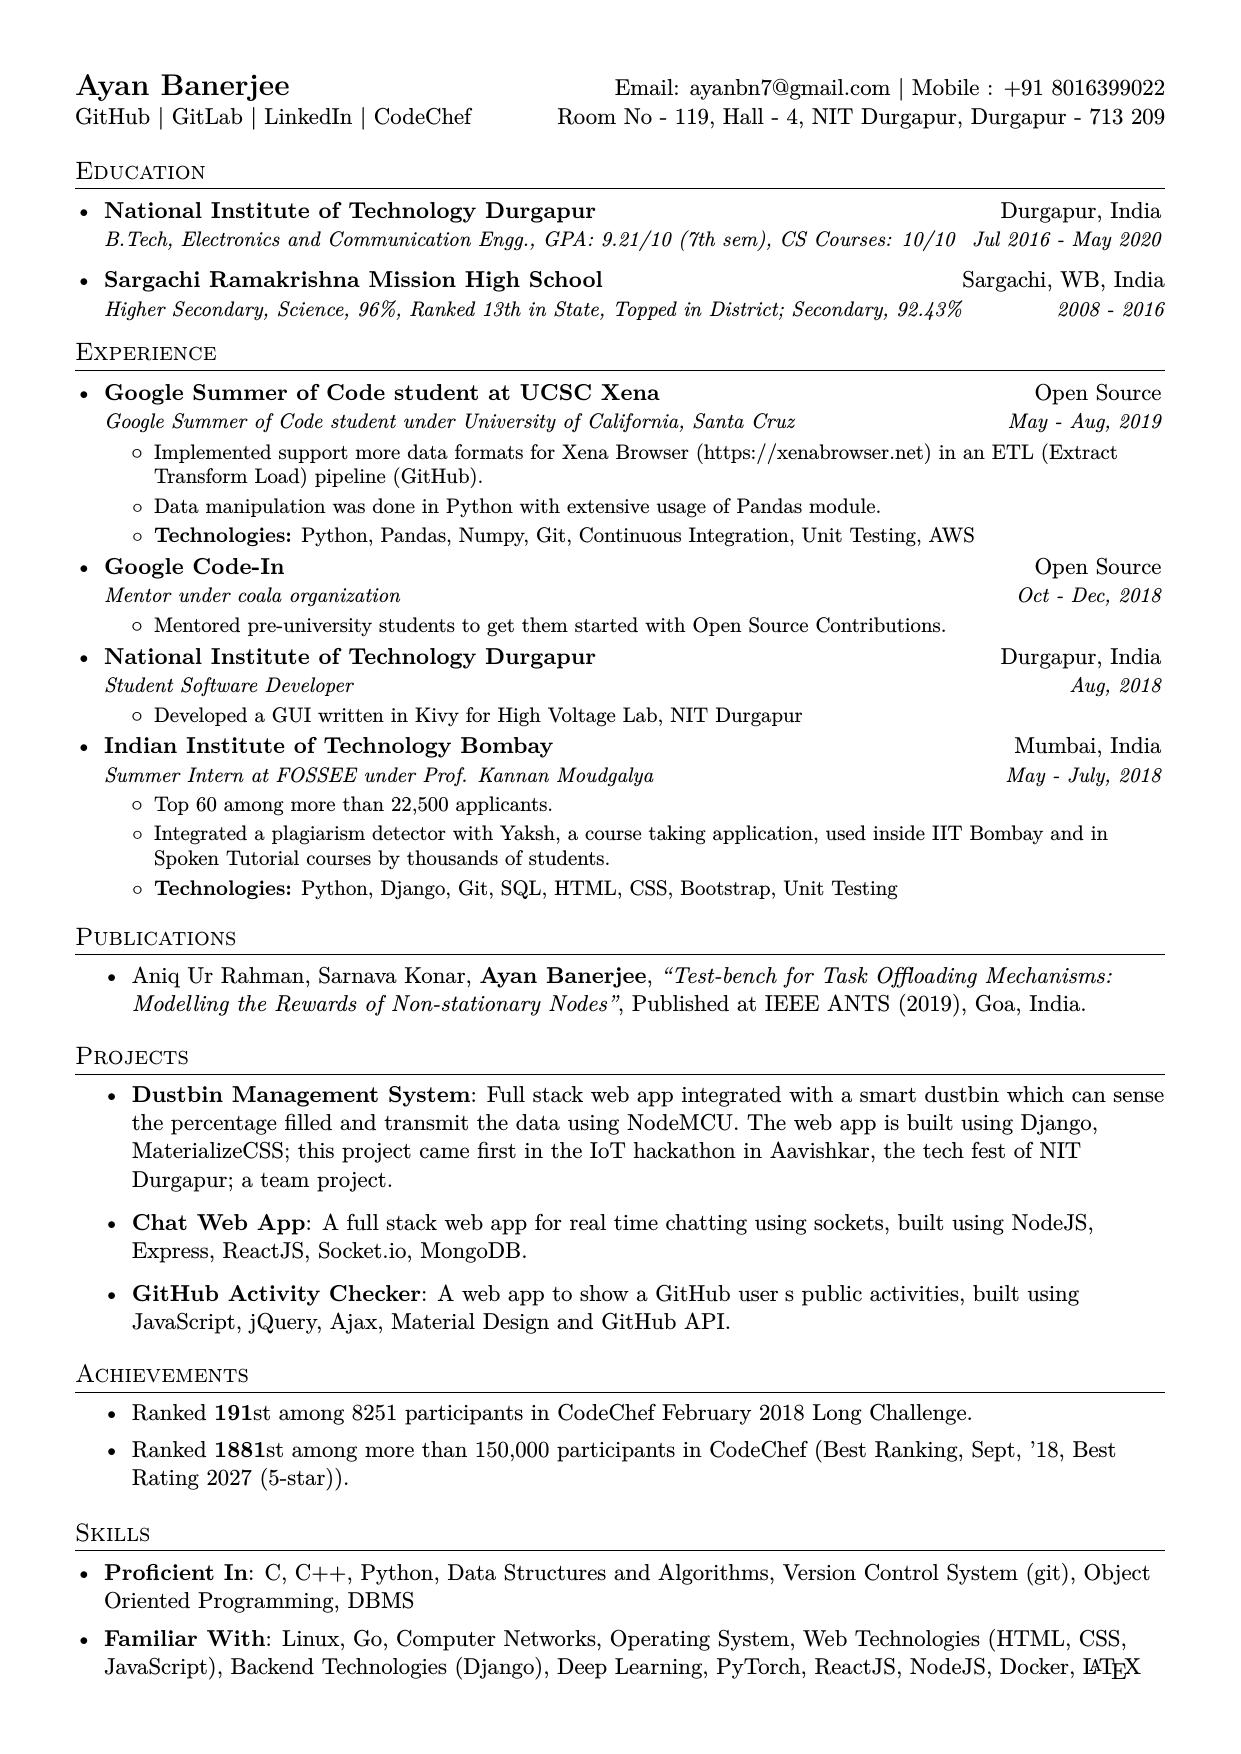 Ayan Banerjee Email: ayanbn7@gmail.com | Mobile : +91 8016399022
GitHub | GitLab | LinkedIn | CodeChef Room No - 119, Hall - 4, NIT Durgapur, Durgapur - 713 209
Education
• National Institute of Technology Durgapur Durgapur, India
B.Tech, Electronics and Communication Engg., GPA: 9.21/10 (7th sem), CS Courses: 10/10 Jul 2016 - May 2020
• Sargachi Ramakrishna Mission High School Sargachi, WB, India
Higher Secondary, Science, 96%, Ranked 13th in State, Topped in District; Secondary, 92.43% 2008 - 2016
Experience
• Google Summer of Code student at UCSC Xena Open Source
Google Summer of Code student under University of California, Santa Cruz May - Aug, 2019
◦ Implemented support more data formats for Xena Browser (https://xenabrowser.net) in an ETL (Extract
Transform Load) pipeline (GitHub).
◦ Data manipulation was done in Python with extensive usage of Pandas module.
◦ Technologies: Python, Pandas, Numpy, Git, Continuous Integration, Unit Testing, AWS
• Google Code-In Open Source
Mentor under coala organization Oct - Dec, 2018
◦ Mentored pre-university students to get them started with Open Source Contributions.
• National Institute of Technology Durgapur Durgapur, India
Student Software Developer Aug, 2018
◦ Developed a GUI written in Kivy for High Voltage Lab, NIT Durgapur
• Indian Institute of Technology Bombay Mumbai, India
Summer Intern at FOSSEE under Prof. Kannan Moudgalya May - July, 2018
◦ Top 60 among more than 22,500 applicants.
◦ Integrated a plagiarism detector with Yaksh, a course taking application, used inside IIT Bombay and in
Spoken Tutorial courses by thousands of students.
◦ Technologies: Python, Django, Git, SQL, HTML, CSS, Bootstrap, Unit Testing
Publications
• Aniq Ur Rahman, Sarnava Konar, Ayan Banerjee, “Test-bench for Task Offloading Mechanisms:
Modelling the Rewards of Non-stationary Nodes”, Published at IEEE ANTS (2019), Goa, India.
Projects
• Dustbin Management System: Full stack web app integrated with a smart dustbin which can sense
the percentage filled and transmit the data using NodeMCU. The web app is built using Django,
MaterializeCSS; this project came first in the IoT hackathon in Aavishkar, the tech fest of NIT
Durgapur; a team project.
• Chat Web App: A full stack web app for real time chatting using sockets, built using NodeJS,
Express, ReactJS, Socket.io, MongoDB.
• GitHub Activity Checker: A web app to show a GitHub user s public activities, built using
JavaScript, jQuery, Ajax, Material Design and GitHub API.
Achievements
• Ranked 191st among 8251 participants in CodeChef February 2018 Long Challenge.
• Ranked 1881st among more than 150,000 participants in CodeChef (Best Ranking, Sept, ’18, Best
Rating 2027 (5-star)).
Skills
• Proficient In: C, C++, Python, Data Structures and Algorithms, Version Control System (git), Object
Oriented Programming, DBMS
• Familiar With: Linux, Go, Computer Networks, Operating System, Web Technologies (HTML, CSS,
JavaScript), Backend Technologies (Django), Deep Learning, PyTorch, ReactJS, NodeJS, Docker, LATEX